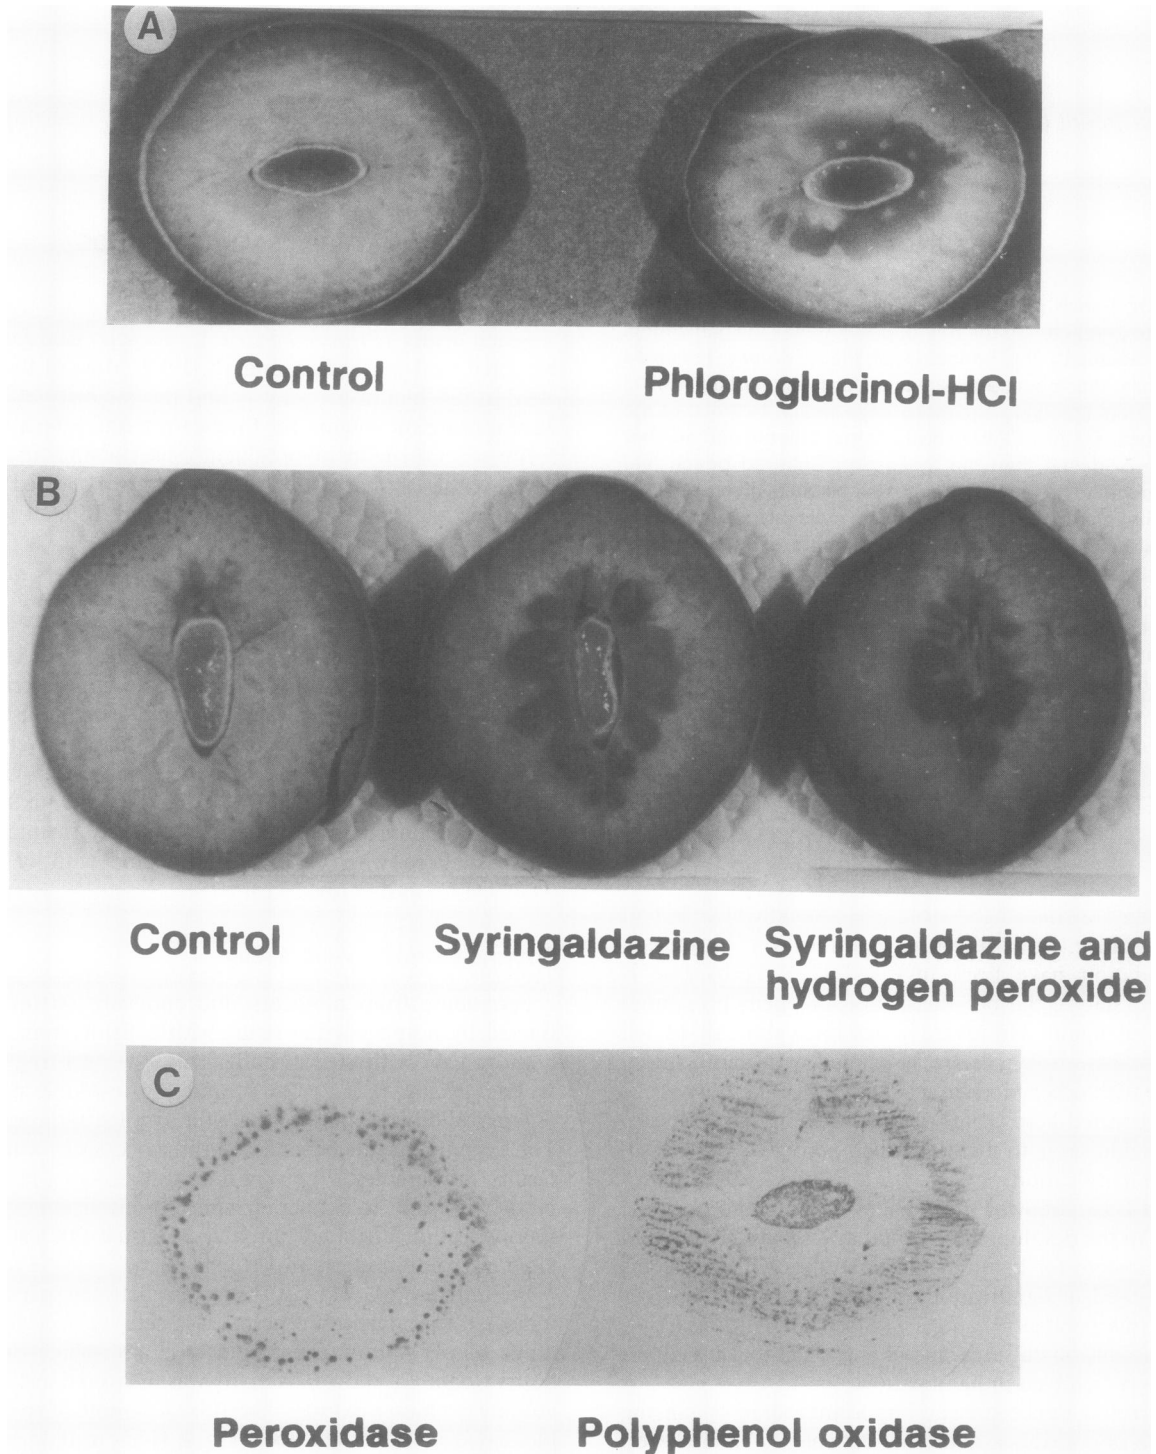 A
Control
Phloroglucinol-HCl
B
Control
Syringaldazine
Syringaldazine and
hydrogen peroxide
C
Peroxidase
Polyphenol oxidase